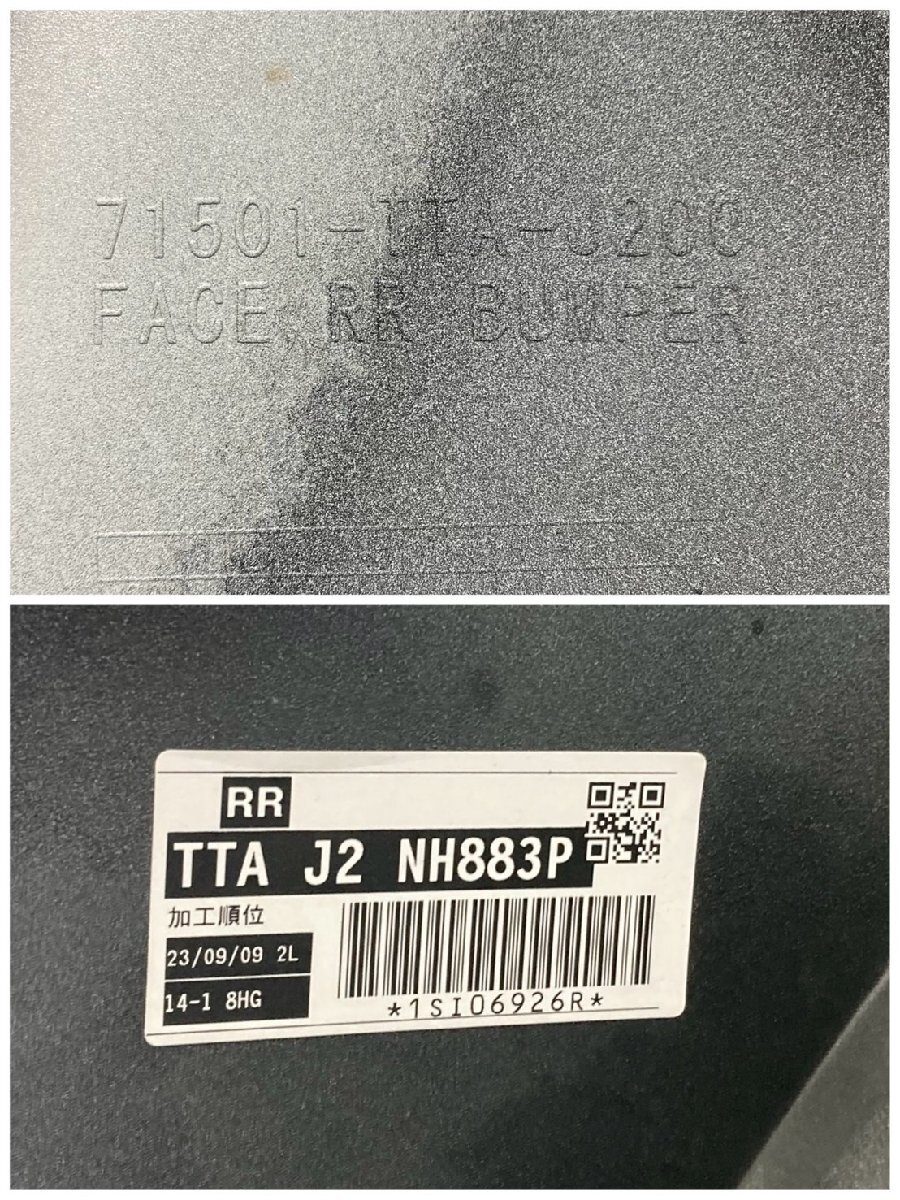 71501-TTA-J200
FACE,RR BUMPER
RR
TTA J2 NH883P
加工順位
23/09/09 2L
14-1 8HG
*1SI06926R*